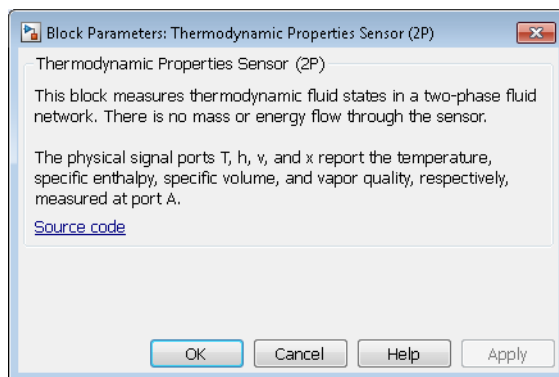 Block Parameters: Thermodynamic Properties Sensor (2P)
Thermodynamic Properties Sensor (2P)
This block measures thermodynamic fluid states in a two-phase fluid
network. There is no mass or energy flow through the sensor.
The physical signal ports T, h, v, and x report the temperature,
specific enthalpy, specific volume, and vapor quality, respectively,
measured at port A.
Source code
OK Cancel Help Apply